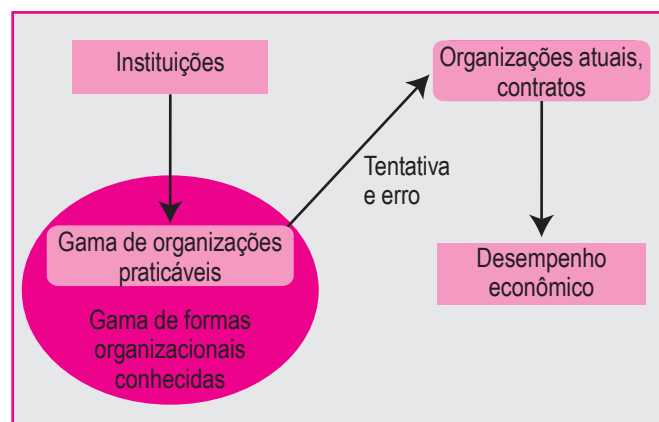 Instituições
Organizações atuais,
contratos
Tentativa
e erro
Gama de organizações
praticáveis
Desempenho
econômico
Gama de formas
organizacionais
conhecidas